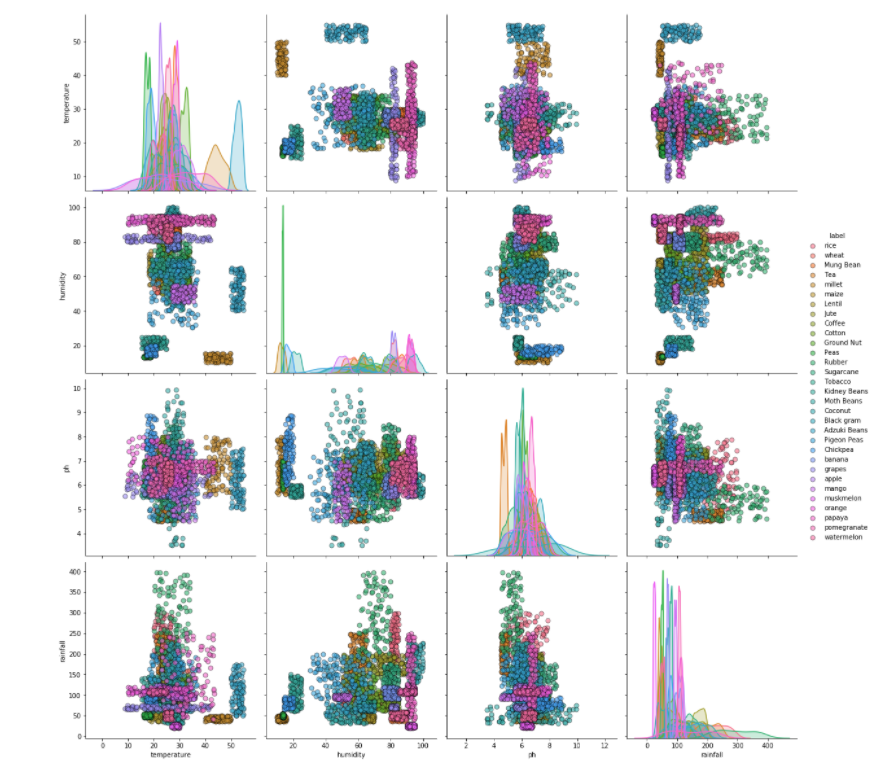 50
40
30
20
10
temperature
100
80
60
40
20
humidity
label
rice
wheat
Mung Bean
Tea
millet
maize
Lentil
Jute
Coffee
Cotton
Ground Nut
Peas
Rubber
Sugarcane
Tobacco
Kidney Beans
Moth Beans
Coconut
Black gram
Adzuki Beans
Pigeon Peas
Chickpea
banana
grapes
apple
mango
muskmelon
orange
papaya
pomegranate
watermelon
10
9
8
7
6
5
4
ph
400
350
300
250
200
150
100
50
0
rainfall
0 10 20 30 40 50
temperature
20 40 60 80 100
humidity
2 4 6 8 10 12
ph
0 100 200 300 400
rainfall